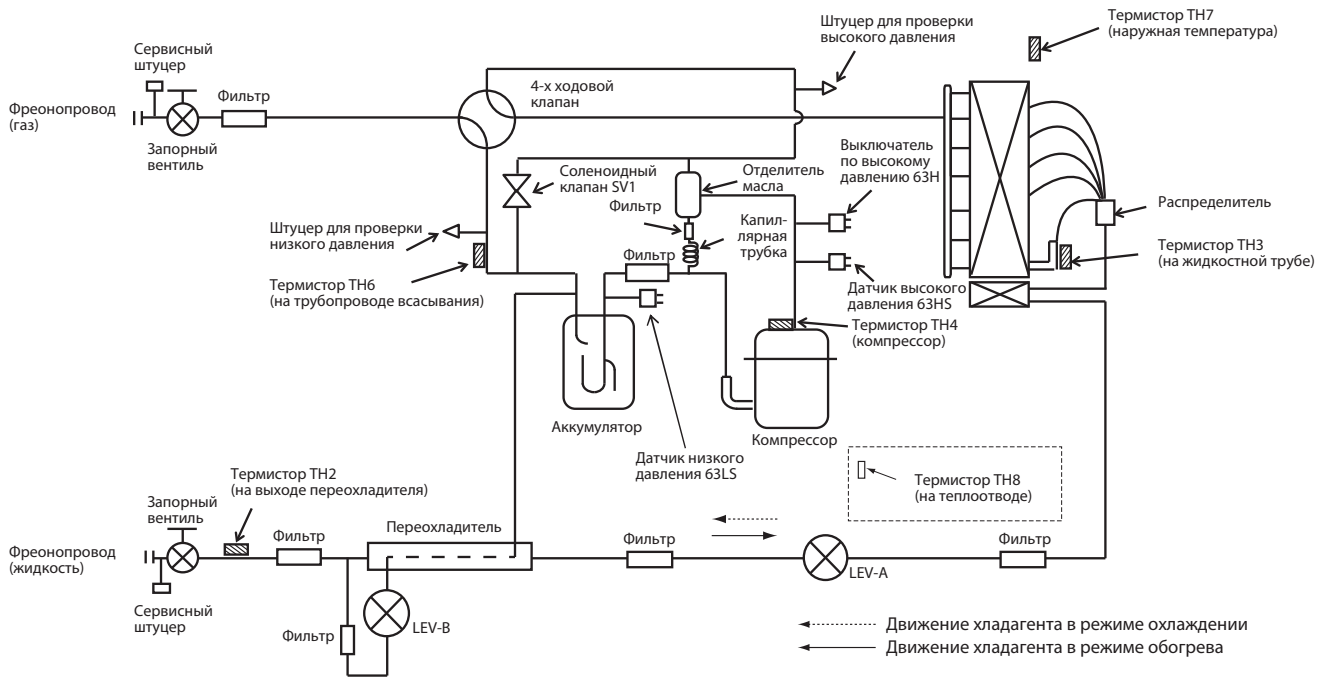 Штуцер для проверки
высокого давления
Термистор TH7
(наружная температура)
Сервисный
штуцер
Фильтр
4-х ходовой
клапан
Фреонопровод
(газ)
Запорный
вентиль
Выключатель
по высокому
давлению 63H
Соленоидный
клапан SV1
Отделитель
масла
Фильтр
Распределитель
Штуцер для проверки
низкого давления
Капил-
лярная
трубка
Фильтр
Термистор TH3
(на жидкостной трубе)
Термистор TH6
(на трубопроводе всасывания)
Датчик высокого
давления 63HS
Термистор TH4
(компрессор)
Аккумулятор
Компрессор
Датчик низкого
давления 63LS
Термистор TH2
(на выходе переохладителя)
Термистор TH8
(на теплоотводе)
Запорный
вентиль
Фильтр
Переохладитель
Фильтр
Фильтр
Фреонопровод
(жидкость)
LEV-A
Сервисный
штуцер
Фильтр
LEV-B
Движение хладагента в режиме охлаждении
Движение хладагента в режиме обогрева